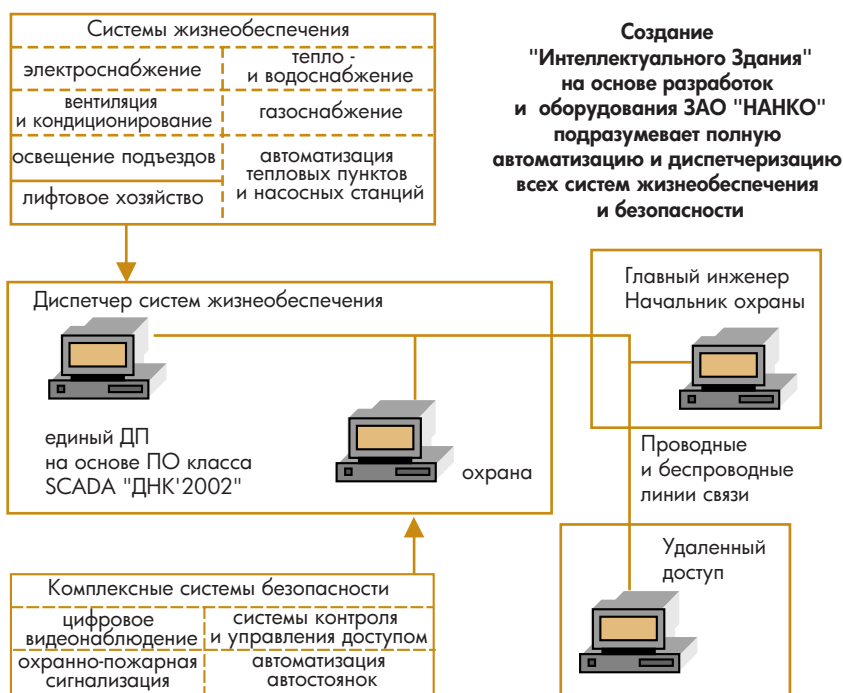 Системы жизнеобеспечения
электроснабжение
тепло -
и водоснабжение
вентиляция
и кондиционирование
газоснабжение
освещение подъездов
автоматизация
тепловых пунктов
и насосных станций
лифтовое хозяйство
Создание
"Интеллектуального Здания"
на основе разработок
и оборудования ЗАО "НАНКО"
подразумевает полную
автоматизацию и диспетчеризацию
всех систем жизнеобеспечения
и безопасности
Диспетчер систем жизнеобеспечения
единый ДП
на основе ПО класса
SCADA "ДНК'2002"
охрана
Главный инженер
Начальник охраны
Проводные
и беспроводные
линии связи
Удаленный
доступ
Комплексные системы безопасности
цифровое
видеонаблюдение
системы контроля
и управления доступом
охранно-пожарная
сигнализация
автоматизация
автостоянок